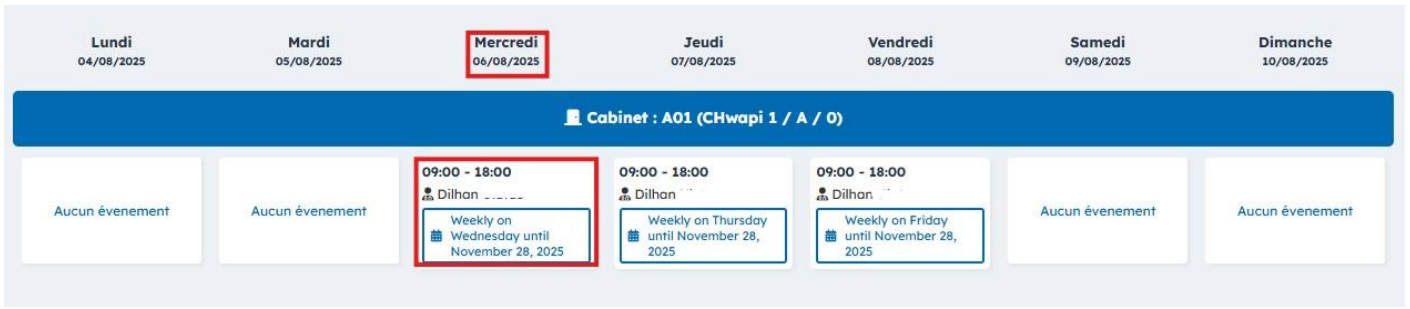 Lundi
04/08/2025
Mardi
05/08/2025
Mercredi
06/08/2025
Jeudi
07/08/2025
Vendredi
08/08/2025
Samedi
09/08/2025
Dimanche
10/08/2025
Cabinet : A01 (CHwapi 1 / A / 0)
Aucun évenement
Aucun évenement
09:00 - 18:00
Dilhan
Weekly on
Wednesday until
November 28, 2025
09:00 - 18:00
Dilhan
Weekly on Thursday
until November 28,
2025
09:00 - 18:00
Dilhan
Weekly on Friday
until November 28,
2025
Aucun évenement
Aucun évenement